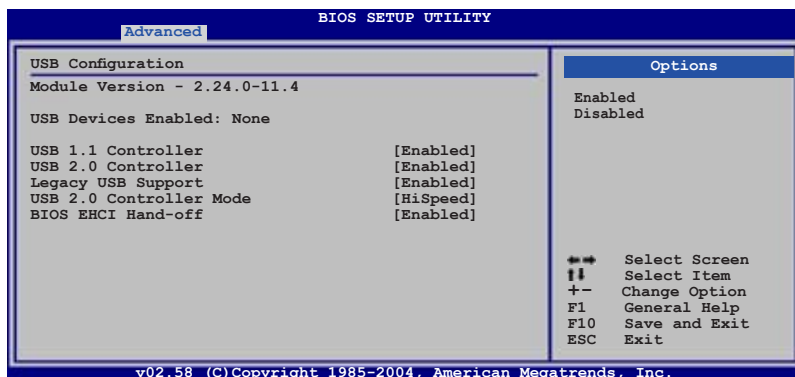 BIOS SETUP UTILITY
Advanced
USB Configuration
Module Version - 2.24.0-11.4
USB Devices Enabled: None
USB 1.1 Controller [Enabled]
USB 2.0 Controller [Enabled]
Legacy USB Support [Enabled]
USB 2.0 Controller Mode [HiSpeed]
BIOS EHCI Hand-off [Enabled]
Options
Enabled
Disabled
Select Screen
Select Item
+- Change Option
F1 General Help
F10 Save and Exit
ESC Exit
v02.58 (C)Copyright 1985-2004, American Megatrends, Inc.